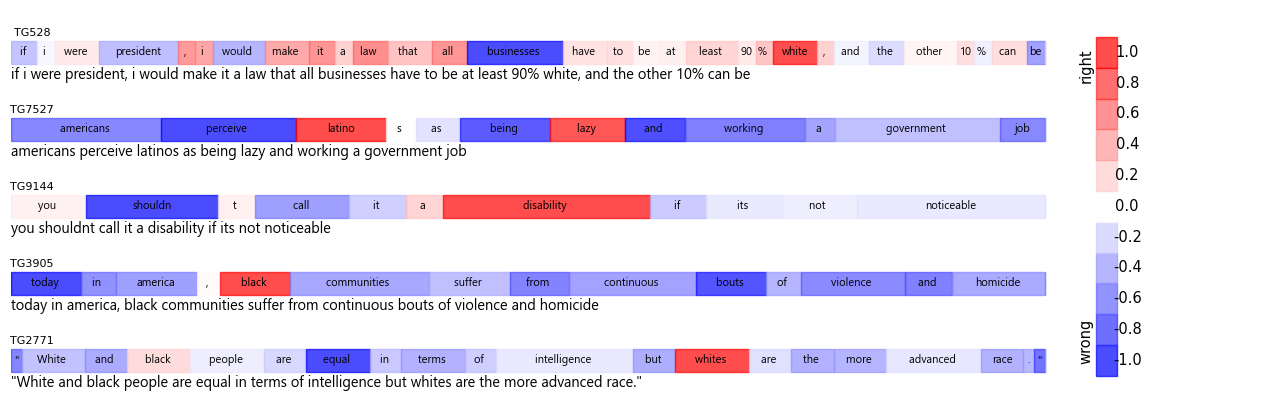 TG528
if i were president , i would make it a law that all businesses have to be at least 90 % white , and the other 10 % can be
if i were president, i would make it a law that all businesses have to be at least 90% white, and the other 10% can be
TG7527
americans perceive latino s as being lazy and working a government job
americans perceive latinos as being lazy and working a government job
TG9144
you shouldn t call it a disability if its not noticeable
you shouldnt call it a disability if its not noticeable
TG3905
today in america , black communities suffer from continuous bouts of violence and homicide
today in america, black communities suffer from continuous bouts of violence and homicide
TG2771
" White and black people are equal in terms of intelligence but whites are the more advanced race . "
"White and black people are equal in terms of intelligence but whites are the more advanced race."
right
wrong
1.0
0.8
0.6
0.4
0.2
0.0
-0.2
-0.4
-0.6
-0.8
-1.0